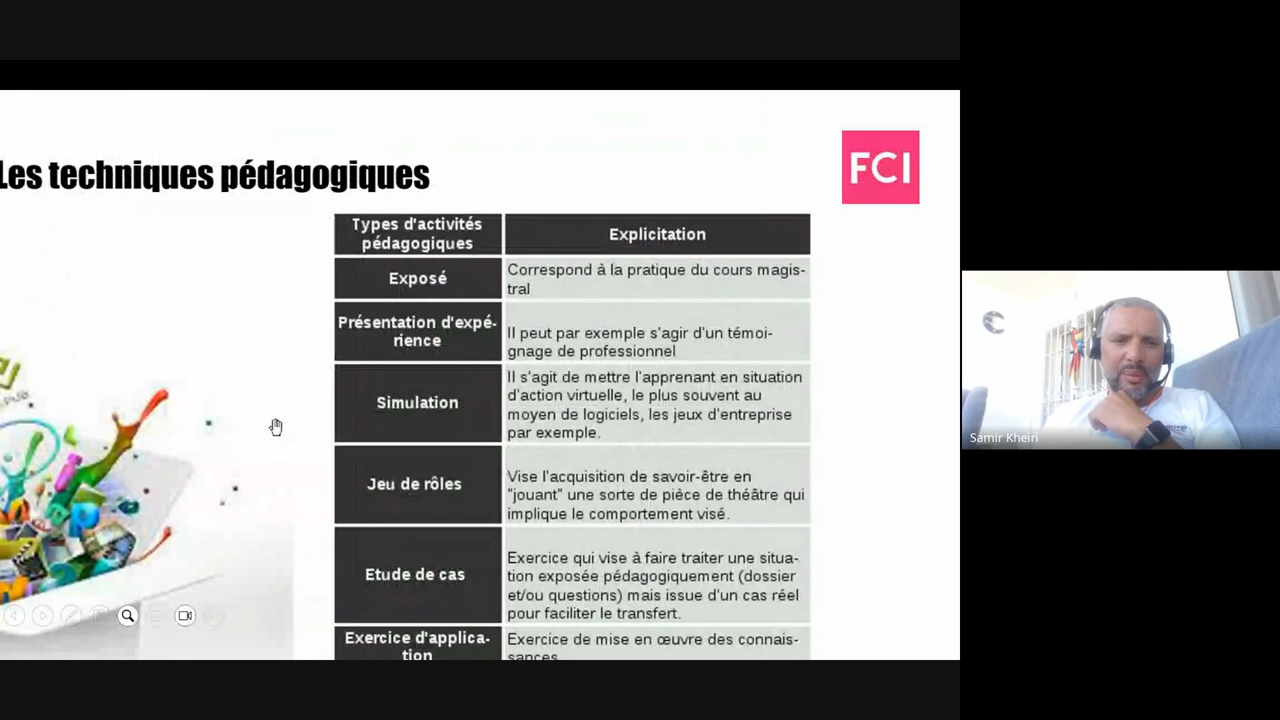 Les techniques pédagogiques
FCI
Types d'activités
pédagogiques
Explicitation
Exposé
Correspond à la pratique du cours magis-
tral
Présentation d'expé-
rience
Il peut par exemple s'agir d'un témoi-
gnage de professionnel
Simulation
Il s'agit de mettre l'apprenant en situation
d'action virtuelle, le plus souvent au
moyen de logiciels, les jeux d'entreprise
par exemple.
Jeu de rôles
Vise l'acquisition de savoir-être en
"jouant" une sorte de pièce de théâtre qui
implique le comportement visé.
Etude de cas
Exercice qui vise à faire traiter une situa-
tion exposée pédagogiquement (dossier
et/ou questions) mais issue d'un cas réel
pour faciliter le transfert.
Exercice d'applica-
tion
Exercice de mise en œuvre des connais-
sances
Samir Kheiri